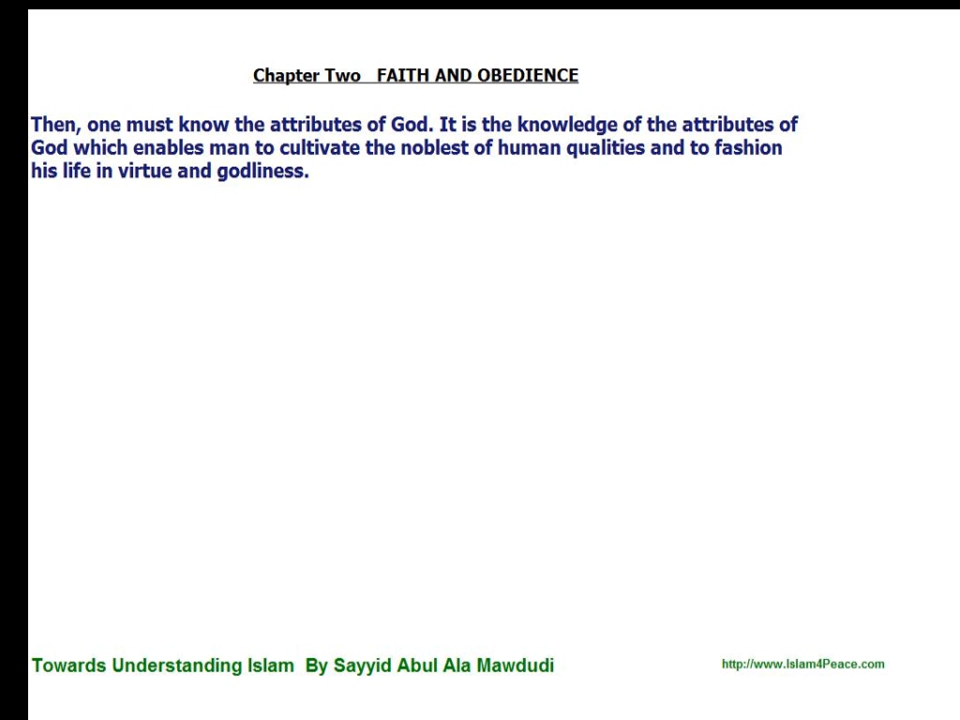 Chapter Two FAITH AND OBEDIENCE
Then, one must know the attributes of God. It is the knowledge of the attributes of
God which enables man to cultivate the noblest of human qualities and to fashion
his life in virtue and godliness.
Towards Understanding Islam By Sayyid Abul Ala Mawdudi
http://www.Islam4Peace.com